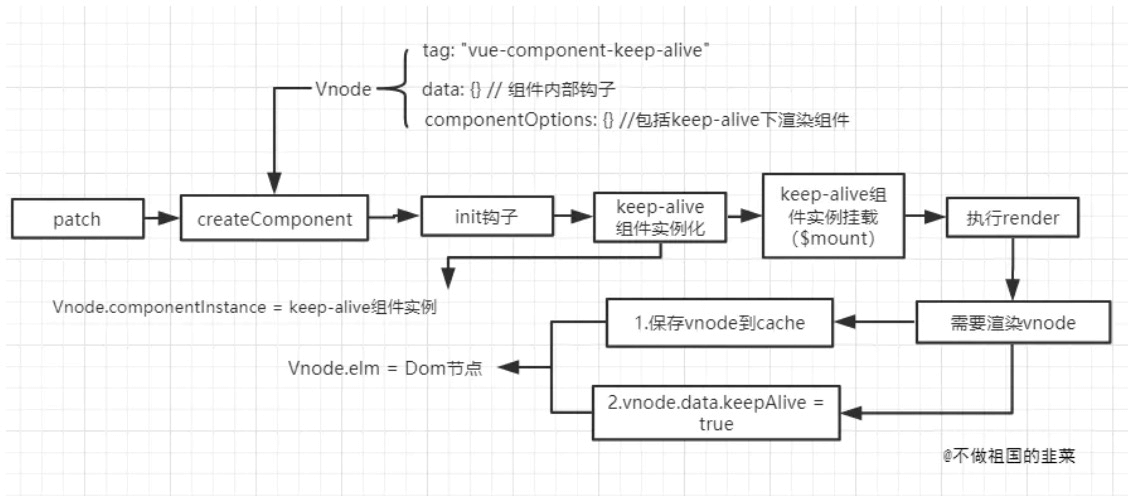 tag: "vue-component-keep-alive"
Vnode
data: {} // 组件内部钩子
componentOptions: {} //包括keep-alive下渲染组件
patch
createComponent
init钩子
keep-alive
组件实例化
keep-alive组
件实例挂载
($mount)
执行render
Vnode.componentInstance = keep-alive组件实例
1.保存vnode到cache
需要渲染vnode
Vnode.elm = Dom节点
2.vnode.data.keepAlive =
true
@不做祖国的韭菜